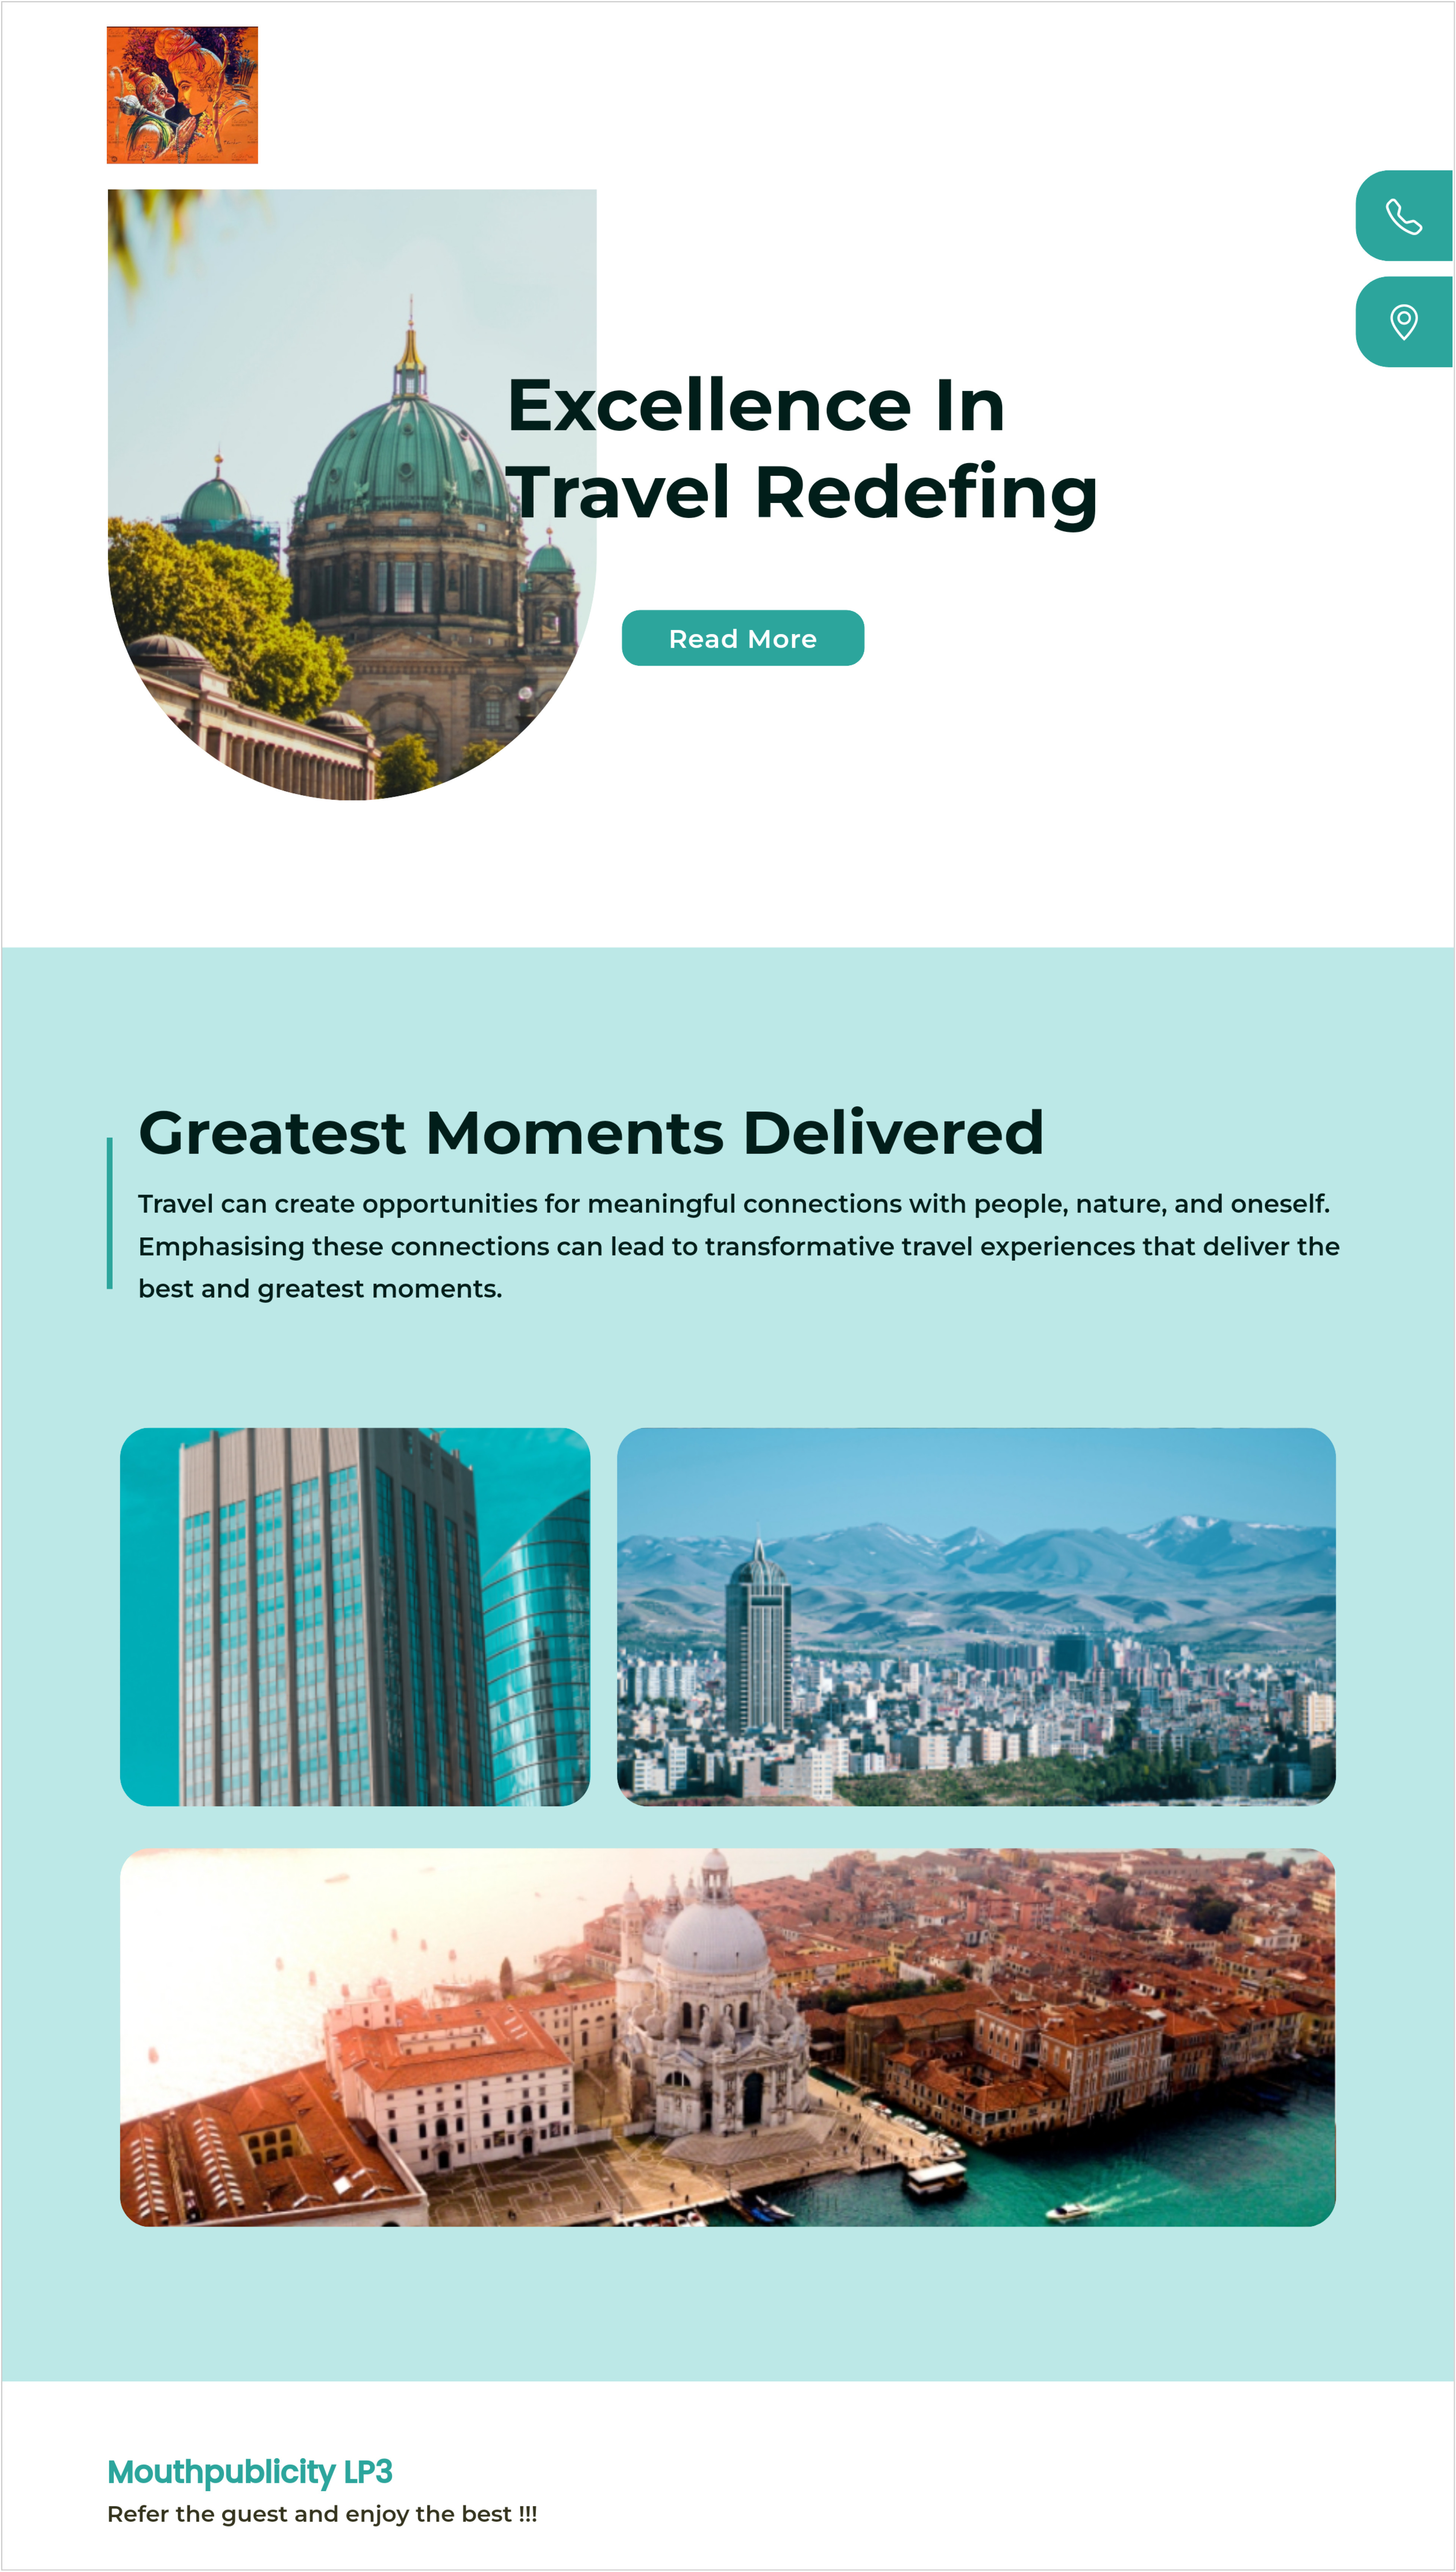 Excellence In
Travel Redefing
Read More
Greatest Moments Delivered
Travel can create opportunities for meaningful connections with people, nature, and oneself.
Emphasising these connections can lead to transformative travel experiences that deliver the
best and greatest moments.
Mouthpublicity LP3
Refer the guest and enjoy the best !!!